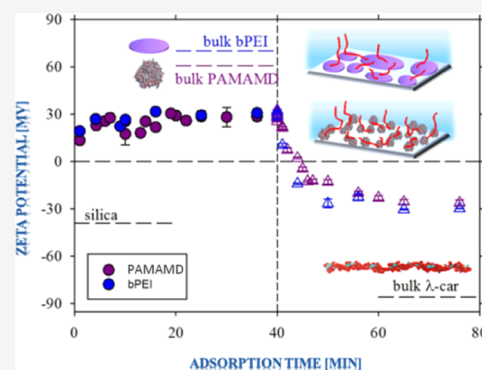 90
60
30
0
-30
-60
-90
ZETA POTENTIAL [MV]
bulk bPEI
bulk PAMAMD
silica
PAMAMD
bPEI
bulk λ-car
0 20 40 60 80
ADSORPTION TIME [MIN]